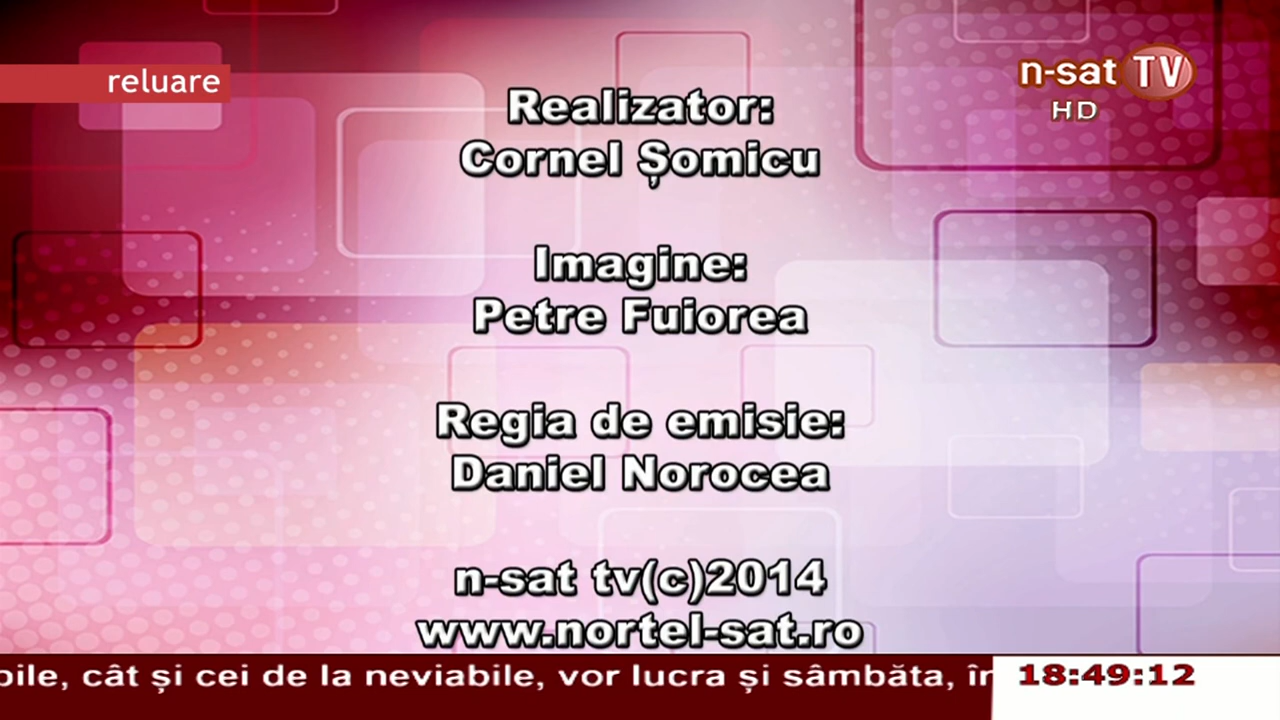 reluare
n-sat TV
HD
Realizator:
Cornel Șomicu
Imagine:
Petre Fuiorea
Regia de emisie:
Daniel Norocea
n-sat tv(c)2014
www.nortel-sat.ro
cât și cei de la neviabile, vor lucra și sâmbăta,
18:49:12